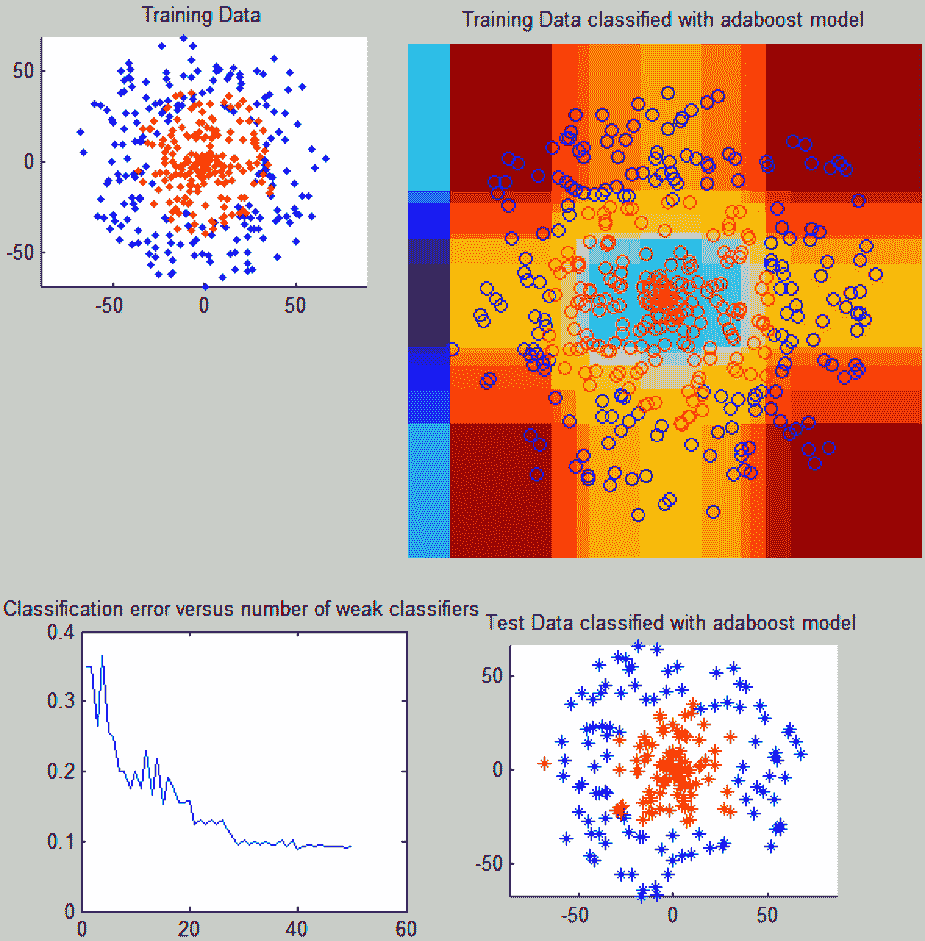 Training Data
50
0
-50
-50 0 50
Training Data classified with adaboost model
Classification error versus number of weak classifiers
0.4
0.3
0.2
0.1
0
0 20 40 60
Test Data classified with adaboost model
50
0
-50
-50 0 50